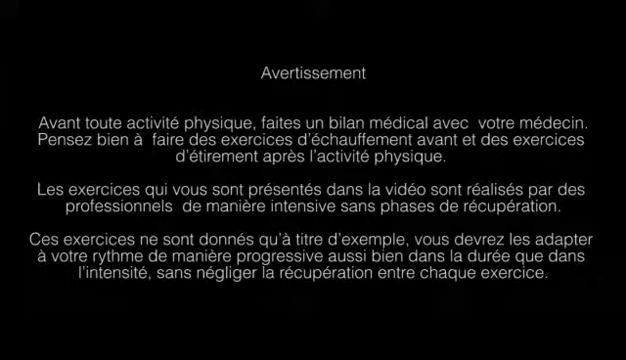 Avertissement
Avant toute activité physique, faites un bilan médical avec votre médecin.
Pensez bien à faire des exercices d'échauffement avant et des exercices
d'étirement après l'activité physique.
Les exercices qui vous sont présentés dans la vidéo sont réalisés par des
professionnels de manière intensive sans phases de récupération.
Ces exercices ne sont donnés qu'à titre d'exemple, vous devrez les adapter
à votre rythme de manière progressive aussi bien dans la durée que dans
l'intensité, sans négliger la récupération entre chaque exercice.